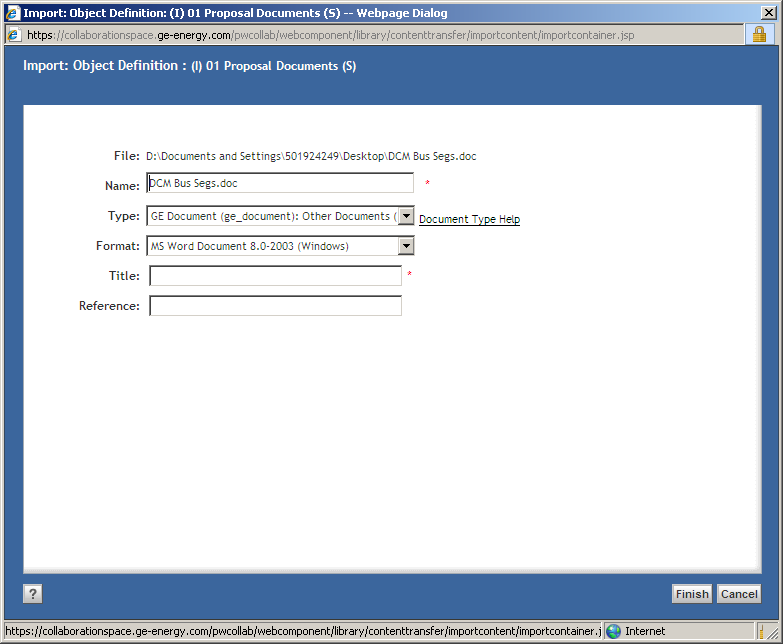 Import: Object Definition: (I) 01 Proposal Documents (S) -- Webpage Dialog
https://collaborationspace.ge-energy.com/pwcollab/webcomponent/library/contenttransfer/importcontent/importcontainer.jsp
Import: Object Definition : (I) 01 Proposal Documents (S)
File: D:\Documents and Settings\501924249\Desktop\DCM Bus Segs.doc
Name: DCM Bus Segs.doc *
Type: GE Document (ge_document): Other Documents ( Document Type Help
Format: MS Word Document 8.0-2003 (Windows)
Title: *
Reference:
? Finish Cancel
https://collaborationspace.ge-energy.com/pwcollab/webcomponent/library/contenttransfer/importcontent/importcontainer.j Internet